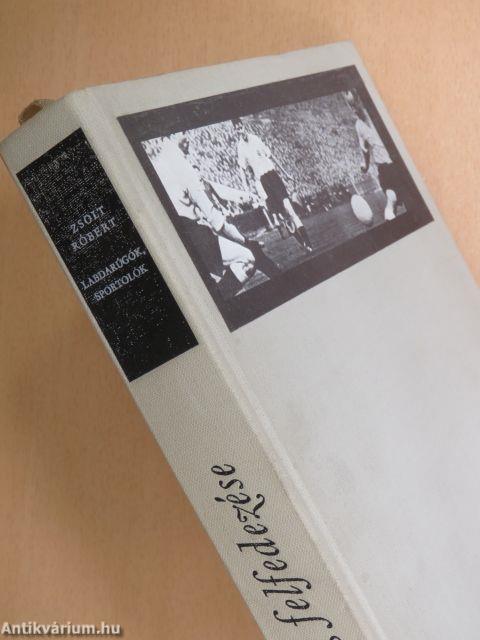 ZSOLT
RÓBERT
LABDARÚGÓK,
SPORTOLÓK
felfedezése
Antikvárium.hu